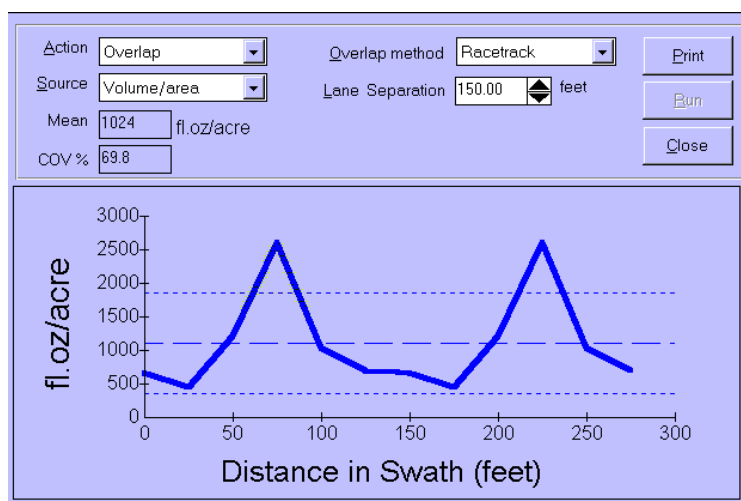 Action Overlap Overlap method Racetrack Print
Source Volume/area Lane Separation 150.00 feet Run
Mean 1024 fl.oz/acre
COV % 69.8 Close
3000
2500
2000
1500
1000
500
0
fl.oz/acre
0 50 100 150 200 250 300
Distance in Swath (feet)